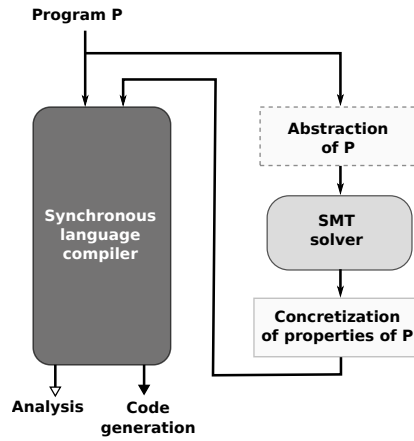 Program P
Abstraction
of P
Synchronous
language
compiler
SMT
solver
Concretization
of properties of P
Analysis
Code
generation